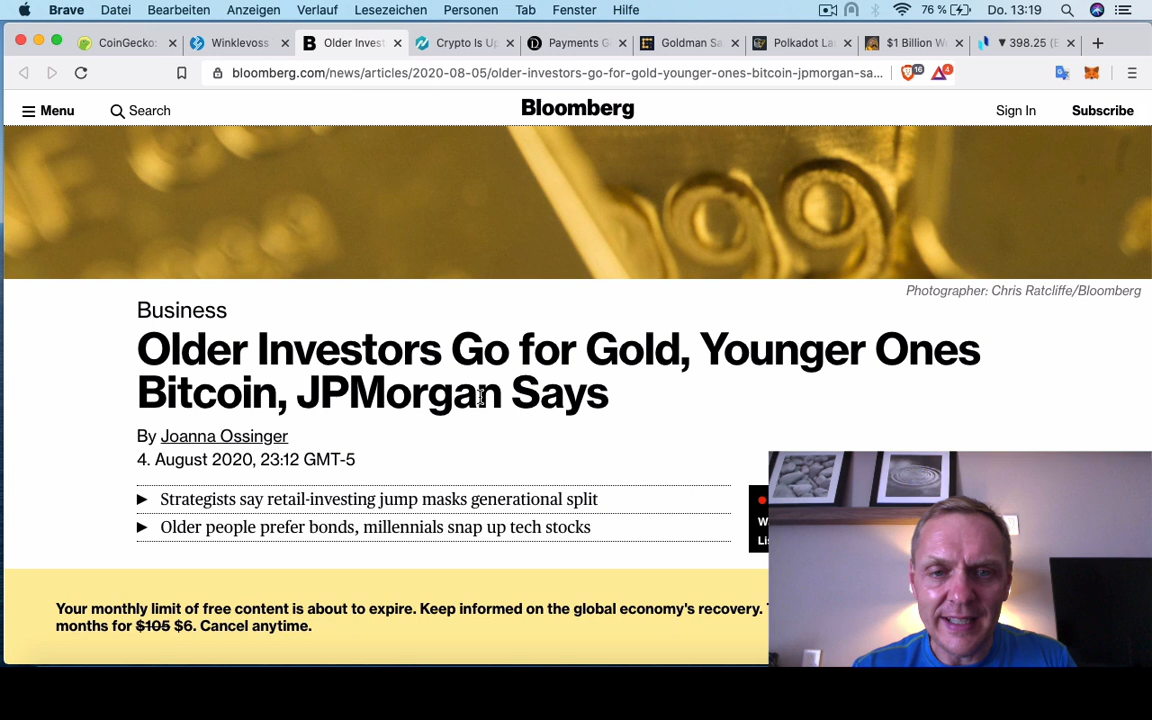 Brave Datei Bearbeiten Anzeigen Verlauf Lesezeichen Personen Tab Fenster Hilfe 76 % Do. 13:19
CoinGecko: Winklevoss Older Invest Crypto Is Up Payments G Goldman Sa Polkadot La $1 Billion W ▼ 398.25 (E
bloomberg.com/news/articles/2020-08-05/older-investors-go-for-gold-younger-ones-bitcoin-jpmorgan-sa... 16 4
Menu Search Bloomberg Sign In Subscribe
Photographer: Chris Ratcliffe/Bloomberg
Business
Older Investors Go for Gold, Younger Ones
Bitcoin, JPMorgan Says
By Joanna Ossinger
4. August 2020, 23:12 GMT-5
Strategists say retail-investing jump masks generational split
Older people prefer bonds, millennials snap up tech stocks
Your monthly limit of free content is about to expire. Keep informed on the global economy's recovery.
months for $105 $6. Cancel anytime.